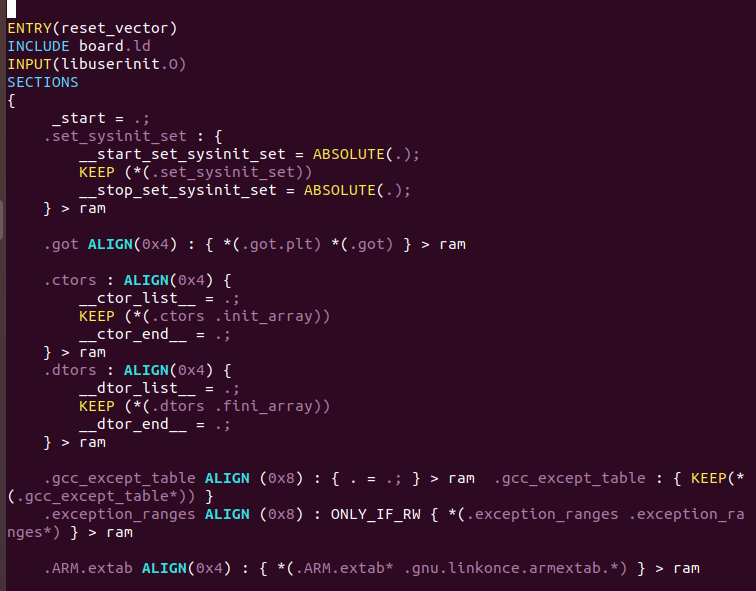 ENTRY(reset_vector)
INCLUDE board.ld
INPUT(libuserinit.O)
SECTIONS
{
     _start = .;
    .set_sysinit_set : {
        __start_set_sysinit_set = ABSOLUTE(.);
        KEEP (*(.set_sysinit_set))
        __stop_set_sysinit_set = ABSOLUTE(.);
    } > ram

    .got ALIGN(0x4) : { *(.got.plt) *(.got) } > ram

    .ctors : ALIGN(0x4) {
        __ctor_list__ = .;
        KEEP (*(.ctors .init_array))
        __ctor_end__ = .;
    } > ram
    .dtors : ALIGN(0x4) {
        __dtor_list__ = .;
        KEEP (*(.dtors .fini_array))
        __dtor_end__ = .;
    } > ram

    .gcc_except_table ALIGN (0x8) : { . = .; } > ram  .gcc_except_table : { KEEP(*
(.gcc_except_table*)) }
    .exception_ranges ALIGN (0x8) : ONLY_IF_RW { *(.exception_ranges .exception_ra
nges*) } > ram

    .ARM.extab ALIGN(0x4) : { *(.ARM.extab* .gnu.linkonce.armextab.*) } > ram